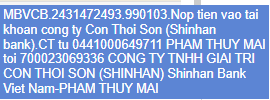 MBVCB.2431472493.990103.Nop tien vao tai
khoan cong ty Con Thoi Son (Shinhan
bank).CT tu 0441000649711 PHAM THUY MAI
toi 700023069336 CONG TY TNHH GIAI TRI
CON THOI SON (SHINHAN) Shinhan Bank
Viet Nam-PHAM THUY MAI